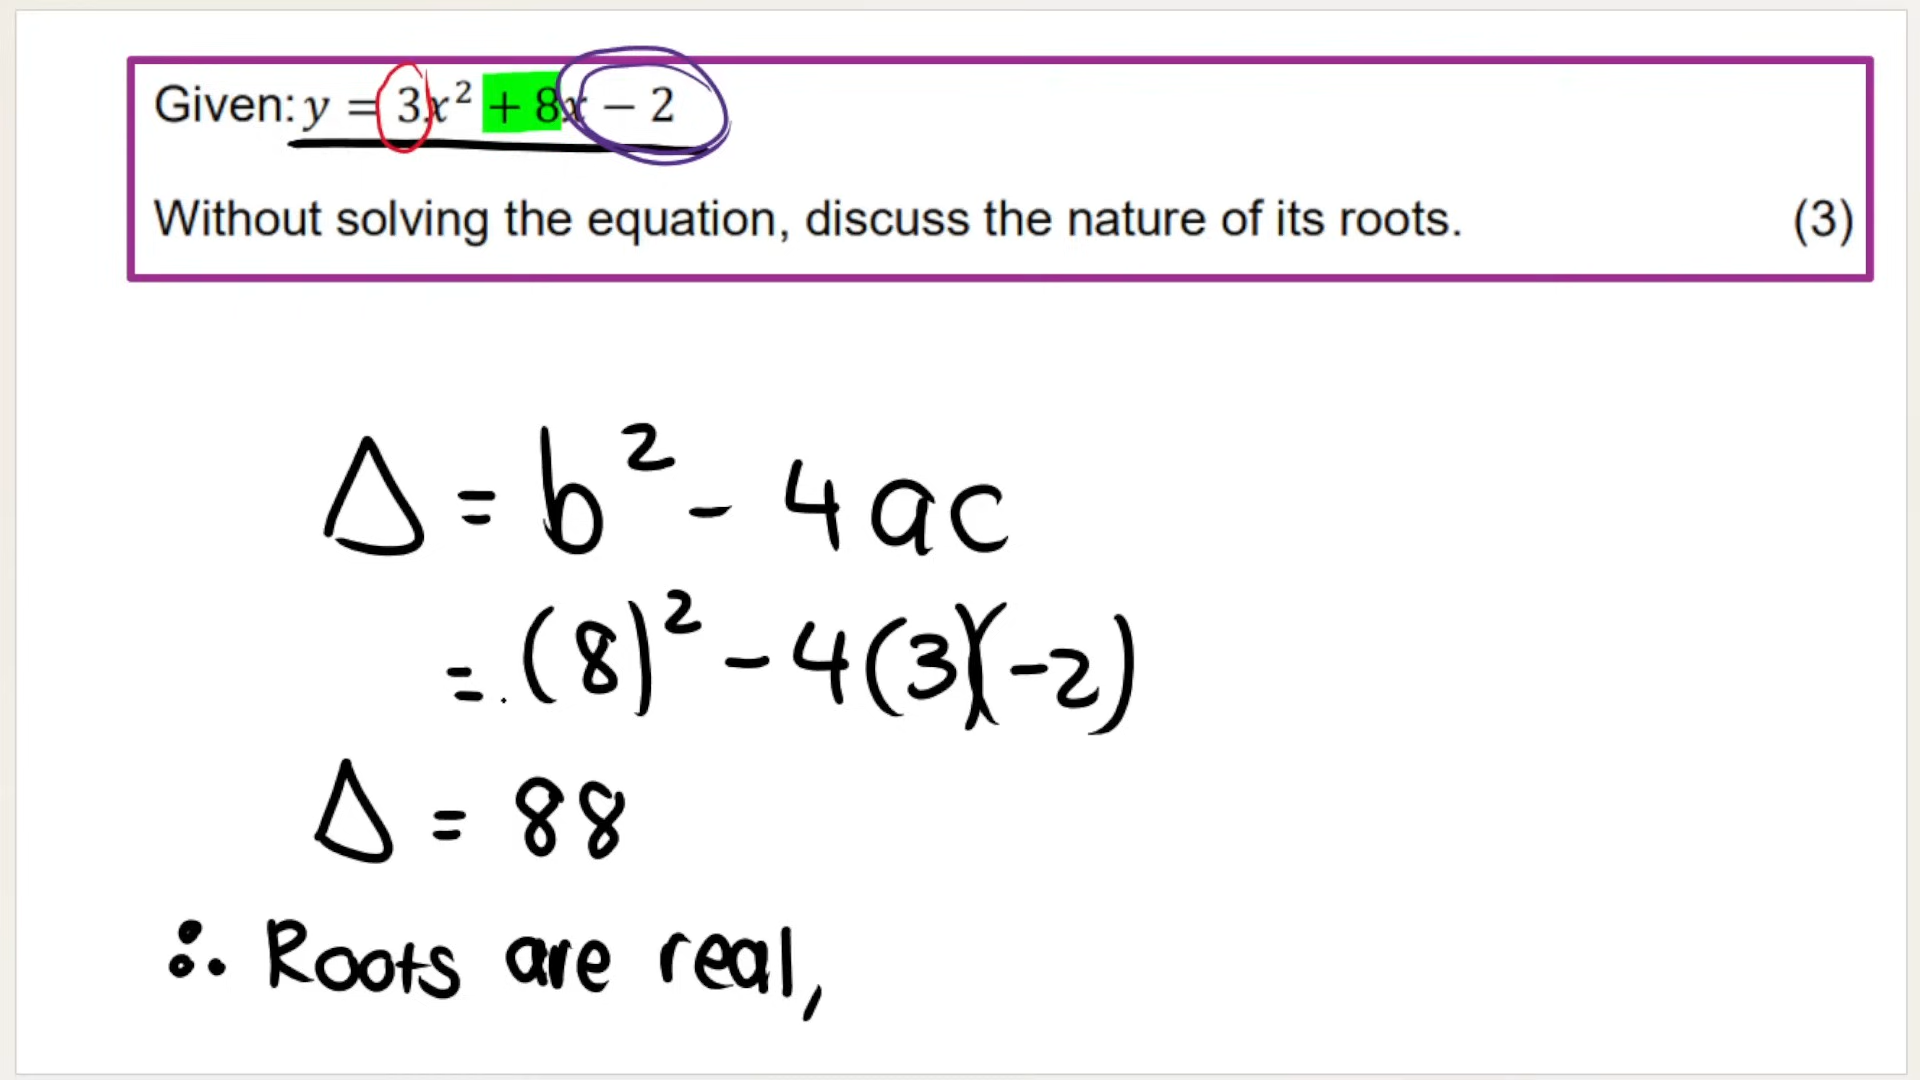 Given: y = 3x² + 8x − 2
Without solving the equation, discuss the nature of its roots. (3)
Δ = b² - 4ac
= . (8)² - 4(3)(-2)
Δ = 88
∴ Roots are real,